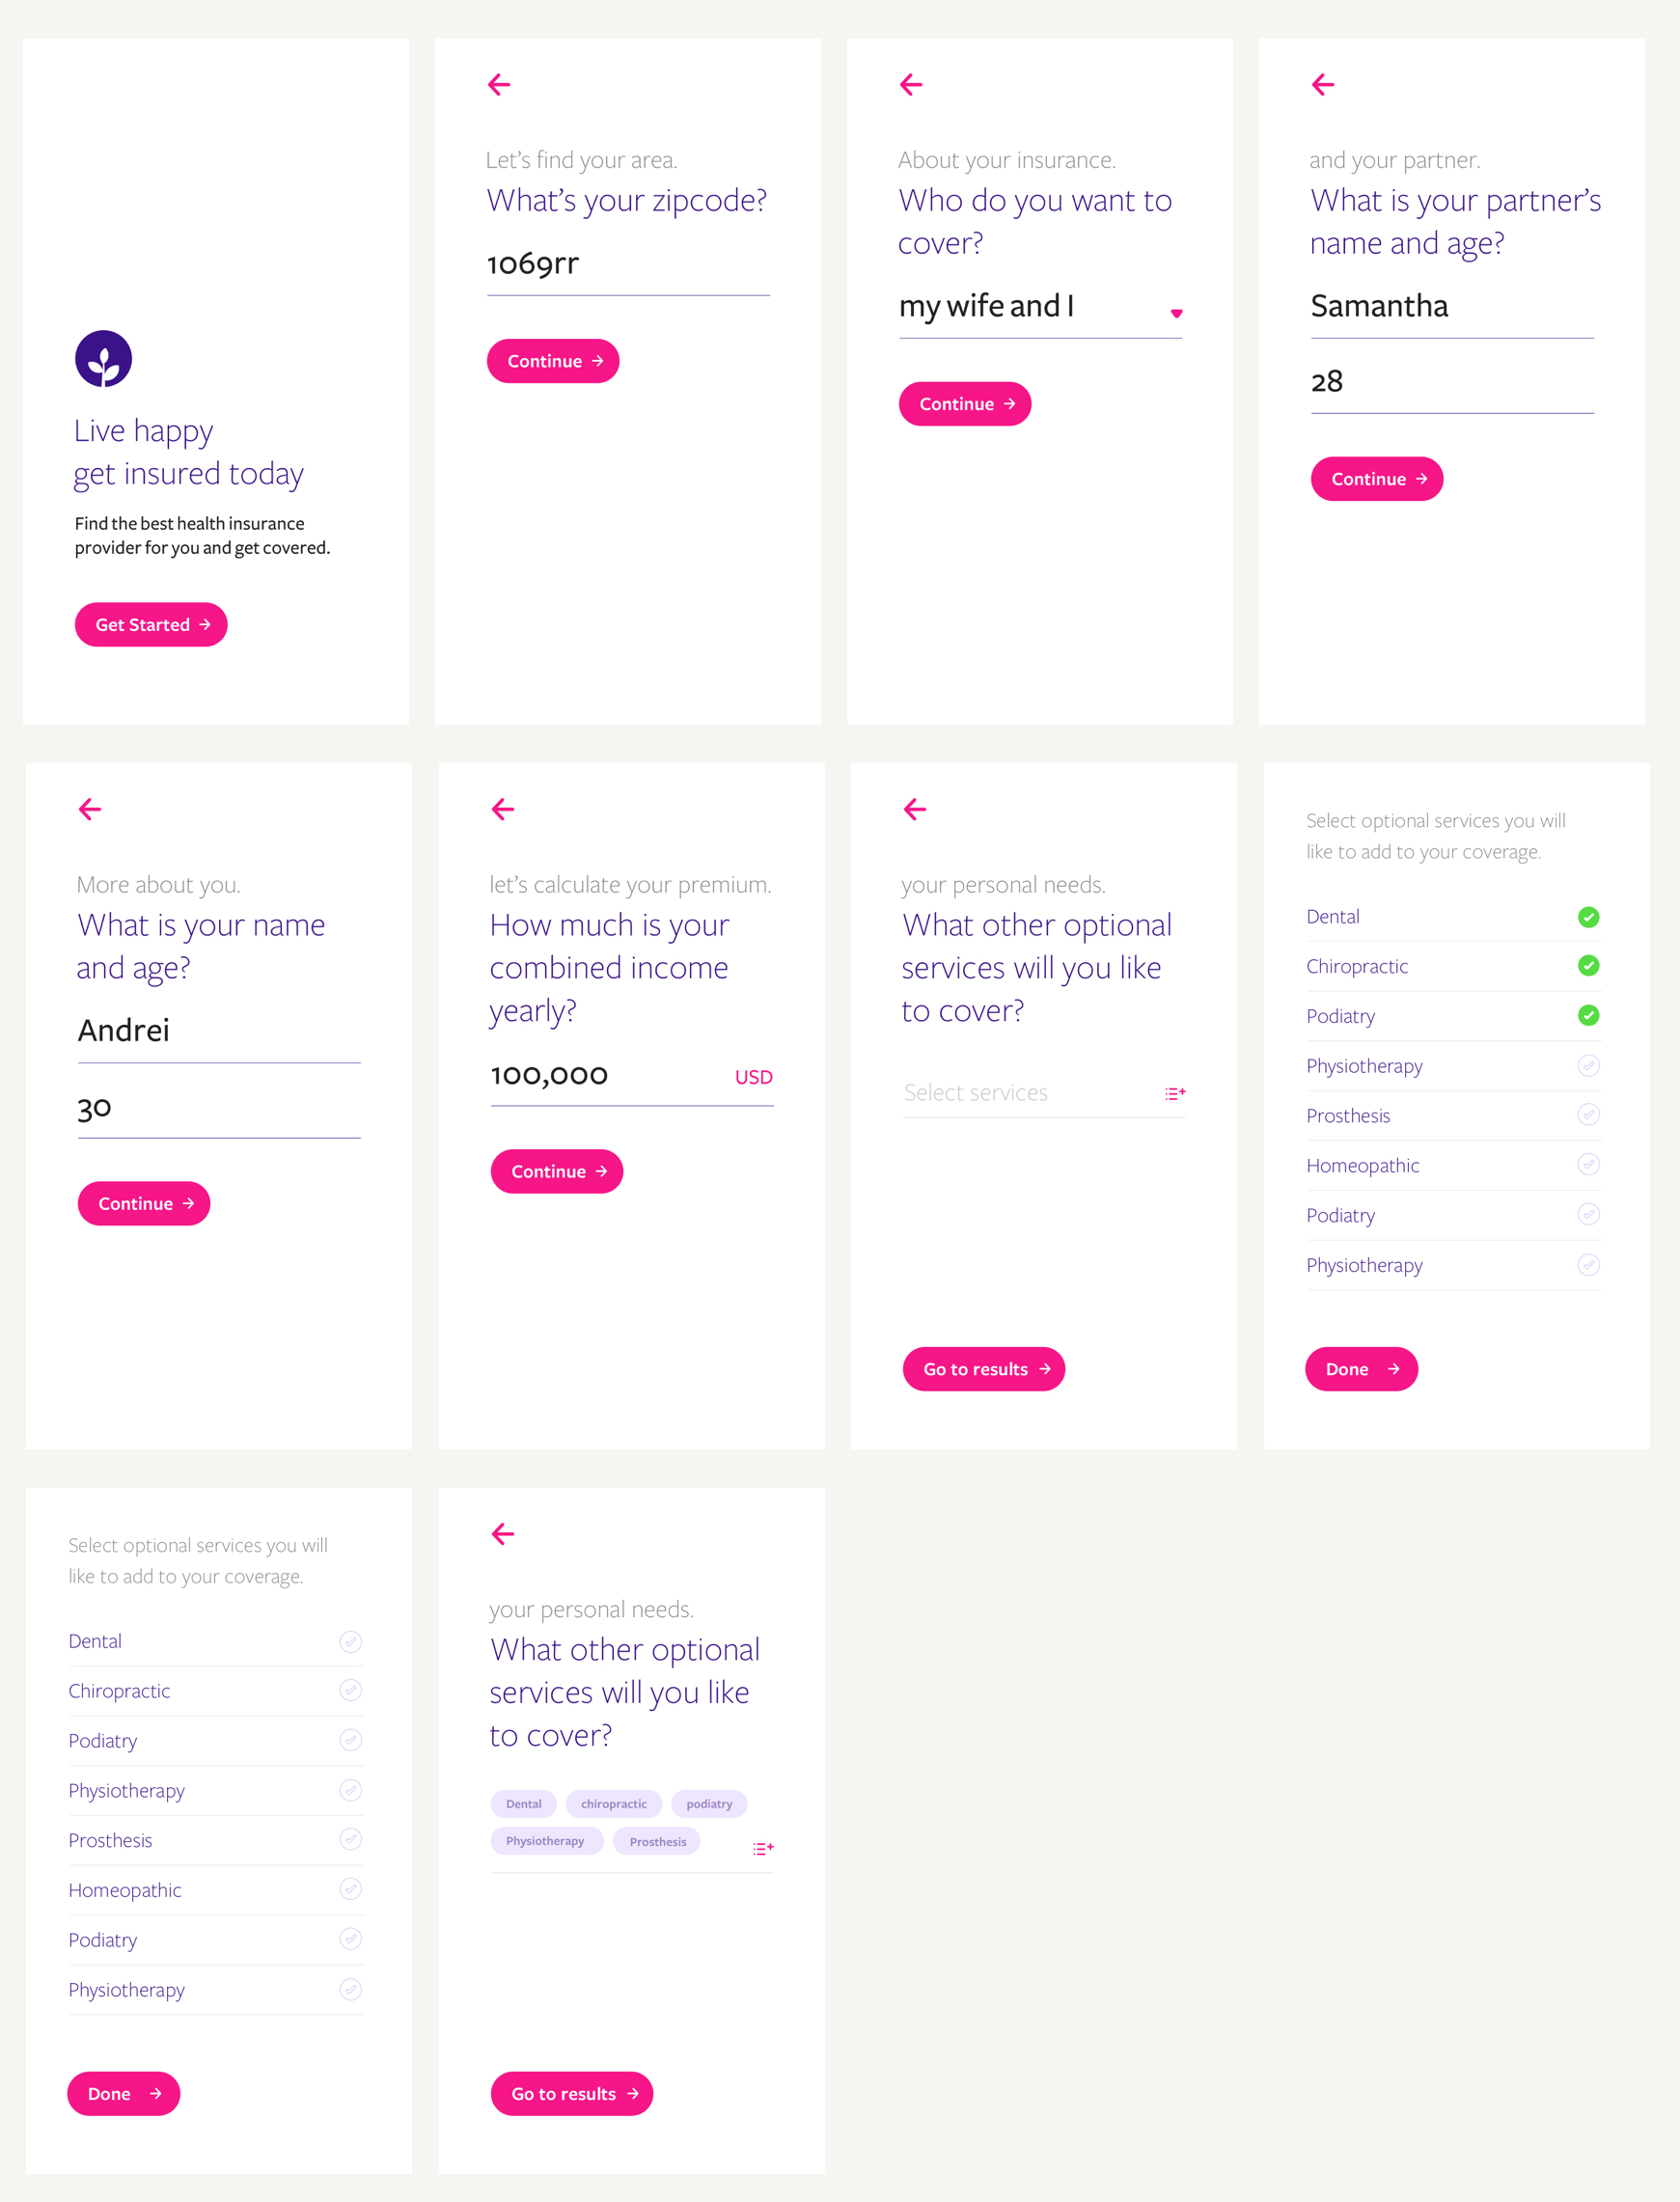 Live happy
get insured today
Find the best health insurance
provider for you and get covered.
Get Started
Let's find your area.
What's your zipcode?
1069rr
Continue
About your insurance.
Who do you want to
cover?
my wife and I
Continue
and your partner.
What is your partner's
name and age?
Samantha
28
Continue
More about you.
What is your name
and age?
Andrei
30
Continue
let's calculate your premium.
How much is your
combined income
yearly?
100,000 USD
Continue
your personal needs.
What other optional
services will you like
to cover?
Select services
Go to results
Select optional services you will
like to add to your coverage.
Dental
Chiropractic
Podiatry
Physiotherapy
Prosthesis
Homeopathic
Podiatry
Physiotherapy
Done
Select optional services you will
like to add to your coverage.
Dental
Chiropractic
Podiatry
Physiotherapy
Prosthesis
Homeopathic
Podiatry
Physiotherapy
Done
your personal needs.
What other optional
services will you like
to cover?
Dental chiropractic podiatry
Physiotherapy Prosthesis
Go to results